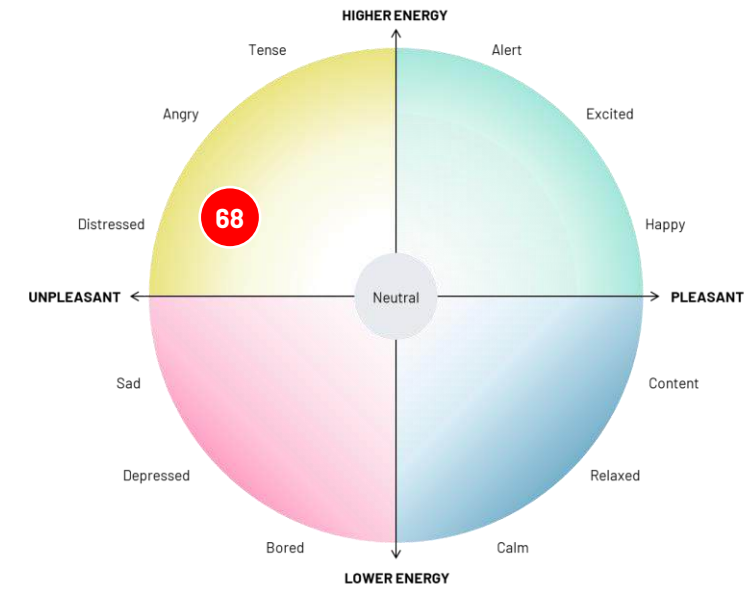 HIGHER ENERGY
Tense
Alert
Angry
Excited
68
Distressed
Happy
UNPLEASANT
Neutral
PLEASANT
Sad
Content
Depressed
Relaxed
Bored
Calm
LOWER ENERGY